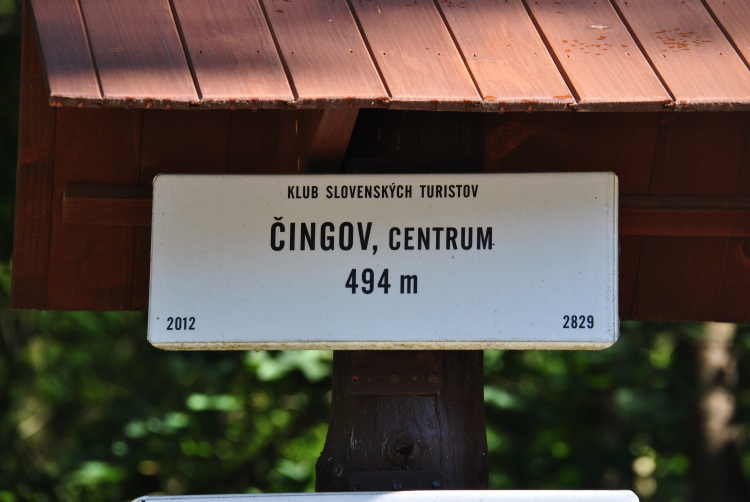 KLUB SLOVENSKÝCH TURISTOV
ČINGOV, CENTRUM
494 m
2012 2829